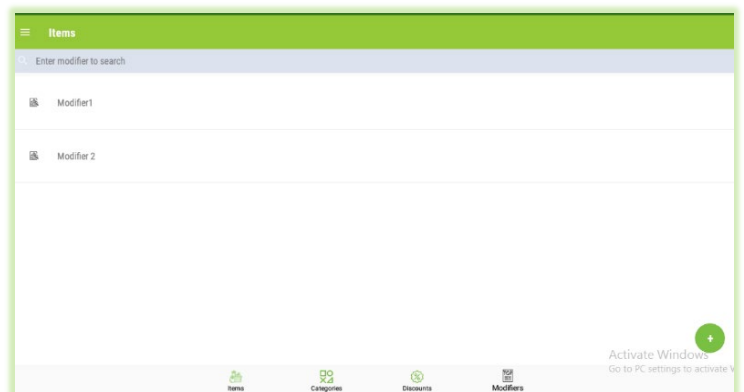 Items
Enter modifier to search
Modifier1
Modifier 2
Activate Windows
Go to PC settings to activate
Items
Categories
Discounts
Modifiers